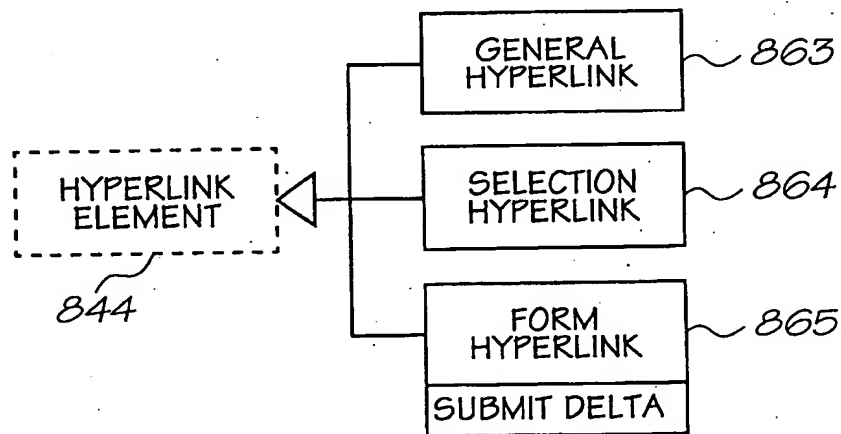 GENERAL
HYPERLINK
863
HYPERLINK
ELEMENT
844
SELECTION
HYPERLINK
864
FORM
HYPERLINK
865
SUBMIT DELTA